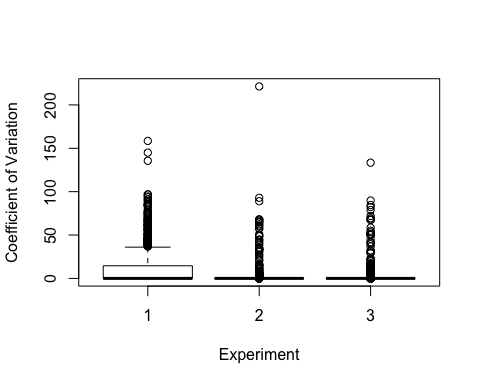 Coefficient of Variation
200
150
100
50
0
1 2 3
Experiment